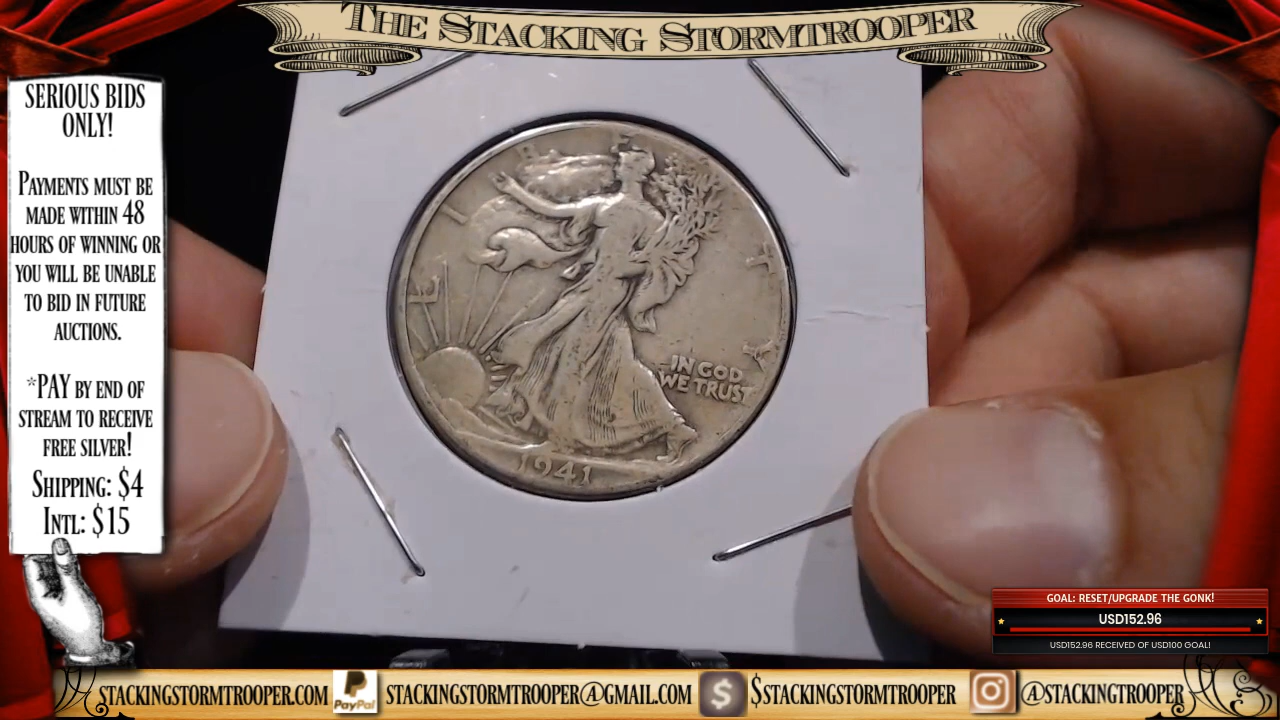 THE STACKING STORMTROOPER
SERIOUS BIDS
ONLY!
PAYMENTS MUST BE
MADE WITHIN 48
HOURS OF WINNING OR
YOU WILL BE UNABLE
TO BID IN FUTURE
AUCTIONS.
*PAY BY END OF
STREAM TO RECEIVE
FREE SILVER!
SHIPPING: $4
INTL: $15
L I B E R T Y
IN GOD
WE TRUST
1941
GOAL: RESET/UPGRADE THE GONK!
USD152.96
USD152.96 RECEIVED OF USD100 GOAL!
STACKINGSTORMTROOPER.COM
PayPal
STACKINGSTORMTROOPER@GMAIL.COM
$
$STACKINGSTORMTROOPER
@STACKINGTROOPER